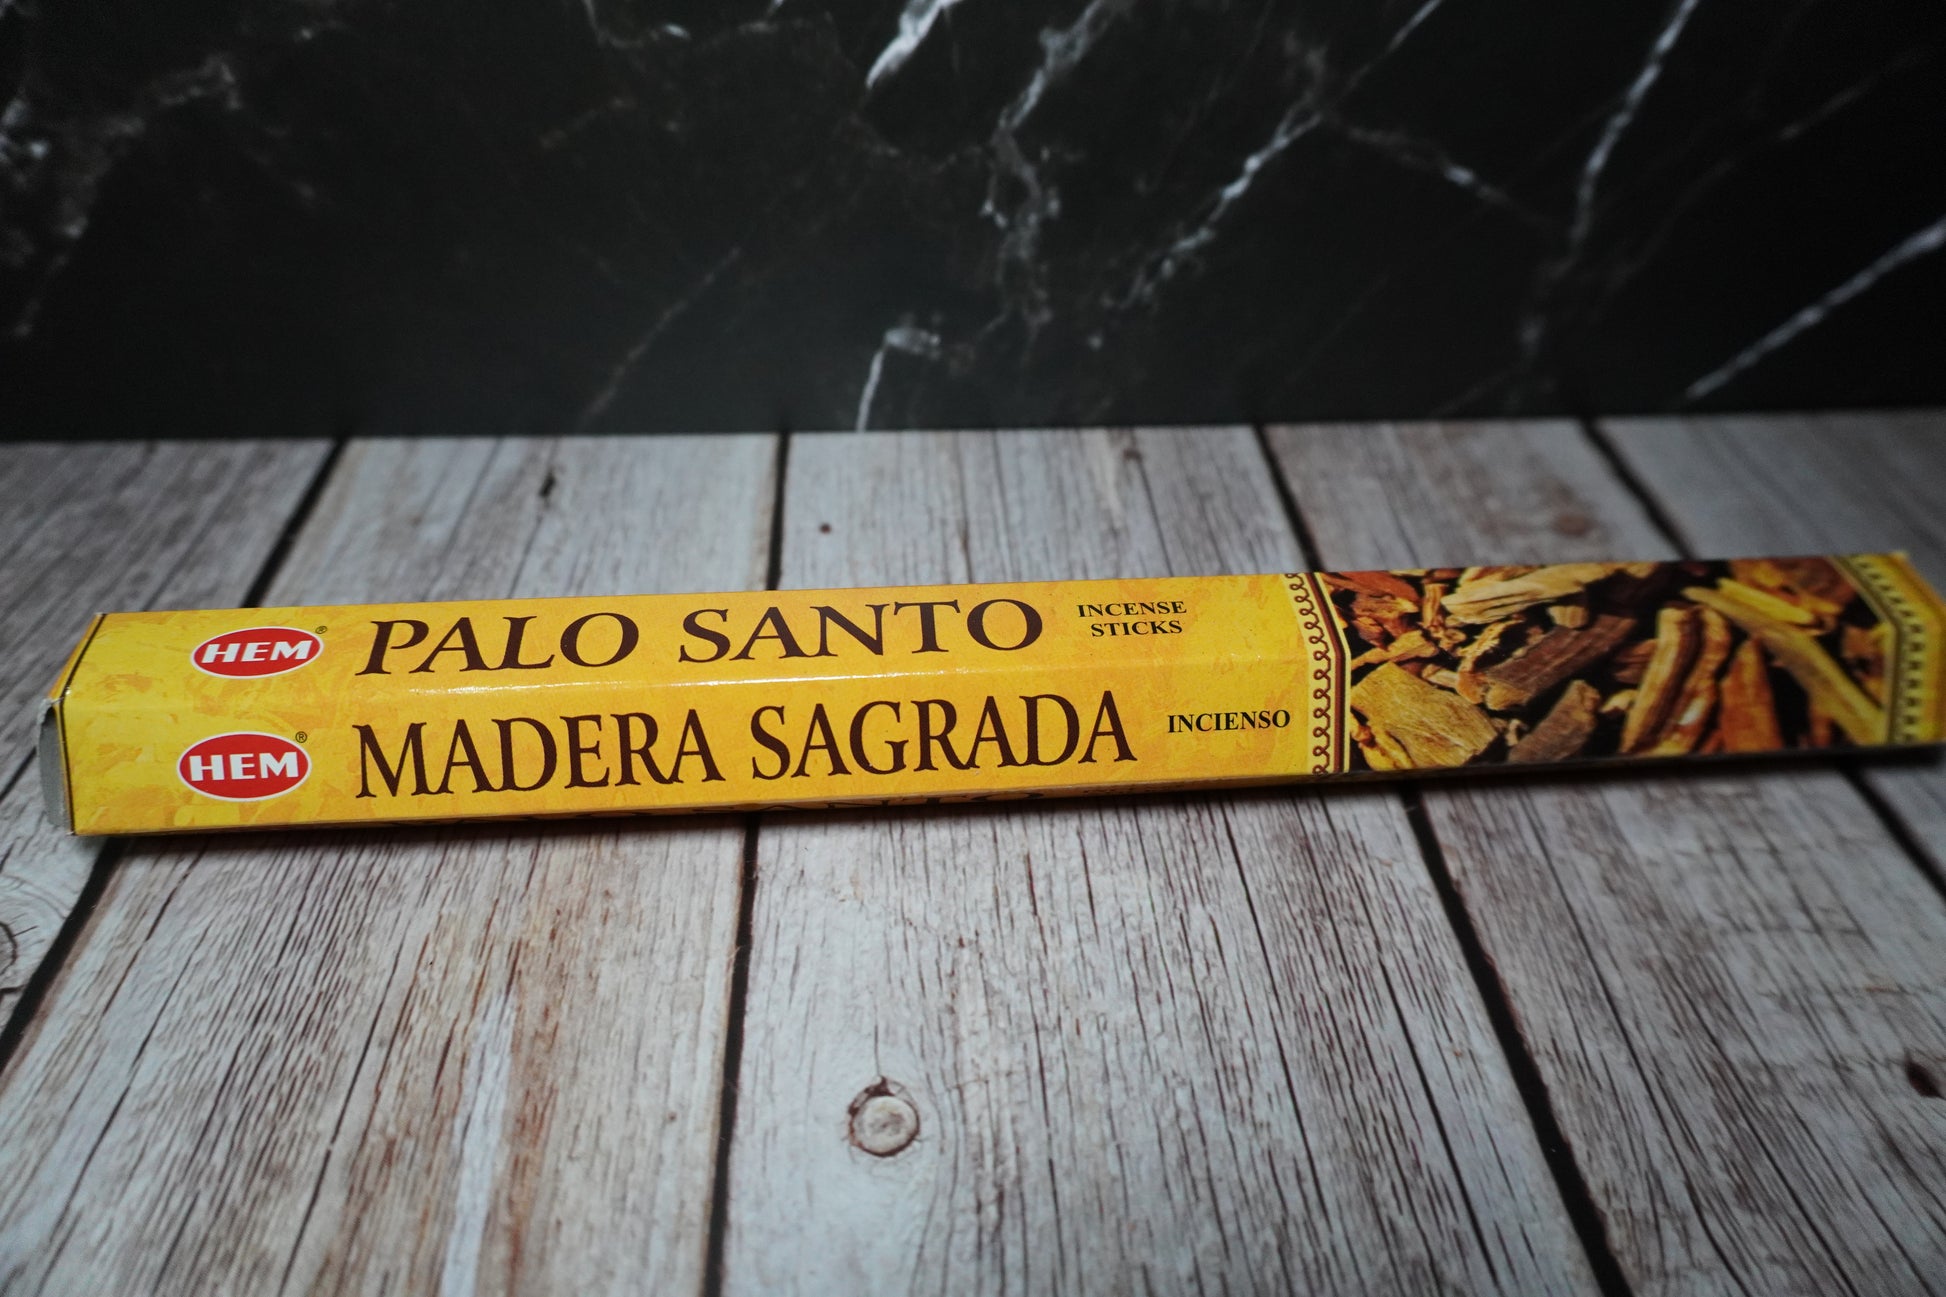 HEM® PALO SANTO INCENSE STICKS
HEM® MADERA SAGRADA INCIENSO